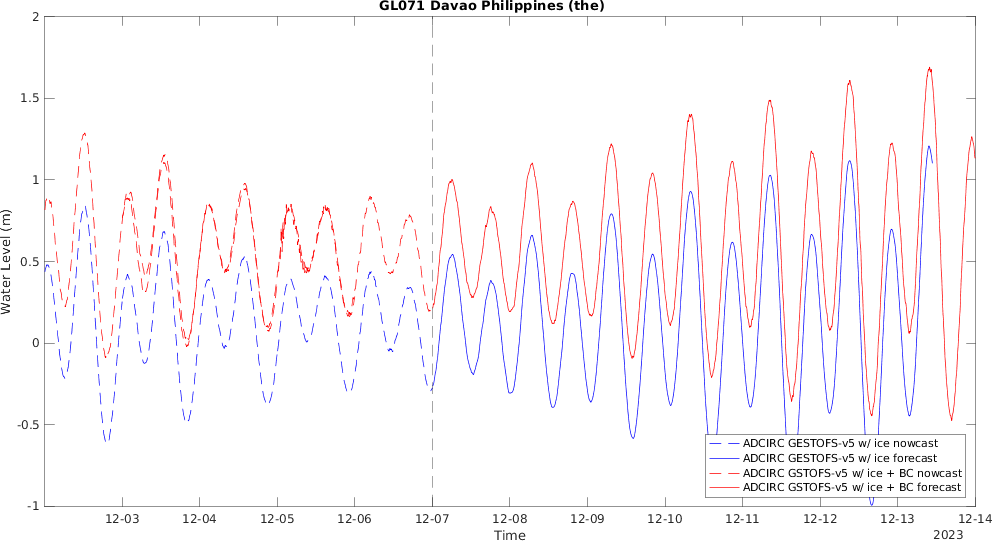 GL071 Davao Philippines (the)
Water Level (m)
2
1.5
1
0.5
0
-0.5
-1
ADCIRC GESTOFS-v5 w/ ice nowcast
ADCIRC GESTOFS-v5 w/ ice forecast
ADCIRC GSTOFS-v5 w/ ice + BC nowcast
ADCIRC GSTOFS-v5 w/ ice + BC forecast
12-03 12-04 12-05 12-06 12-07 12-08 12-09 12-10 12-11 12-12 12-13 12-14
Time
2023